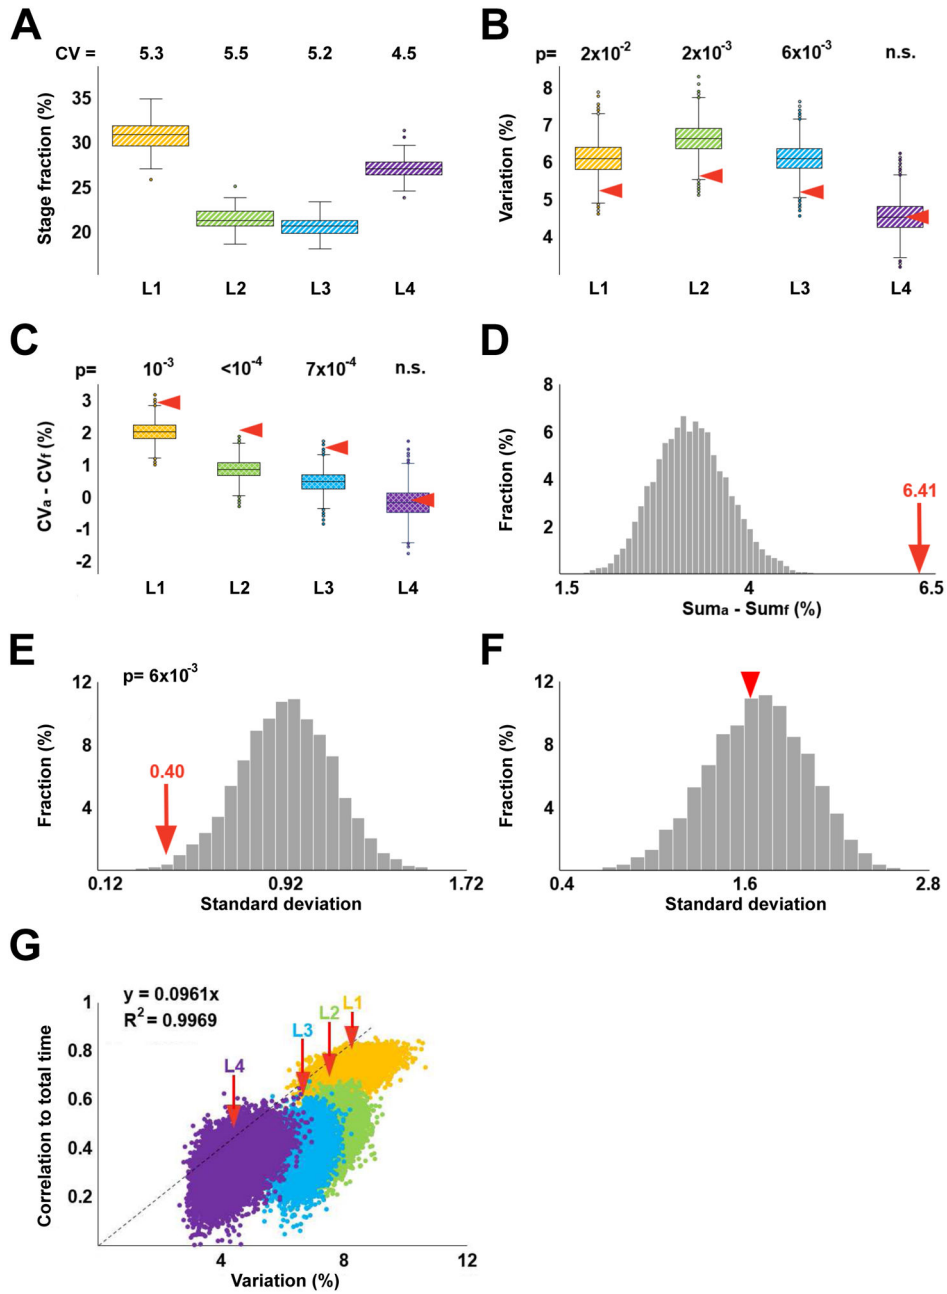 A
CV = 5.3 5.5 5.2 4.5
Stage fraction (%)
35
30
25
20
L1 L2 L3 L4
B
p= 2x10⁻² 2x10⁻³ 6x10⁻³ n.s.
Variation (%)
8
7
6
5
4
L1 L2 L3 L4
C
p= 10⁻³ <10⁻⁴ 7x10⁻⁴ n.s.
CVa - CVf (%)
3
2
1
0
-1
-2
L1 L2 L3 L4
D
Fraction (%)
8
6
4
2
6.41
1.5 4 6.5
Suma - Sumf (%)
E
p= 6x10⁻³
Fraction (%)
12
8
4
0.40
0.12 0.92 1.72
Standard deviation
F
Fraction (%)
12
8
4
0.4 1.6 2.8
Standard deviation
G
y = 0.0961x
R² = 0.9969
Correlation to total time
1
0.8
0.6
0.4
0.2
L4 L3 L2 L1
4 8 12
Variation (%)